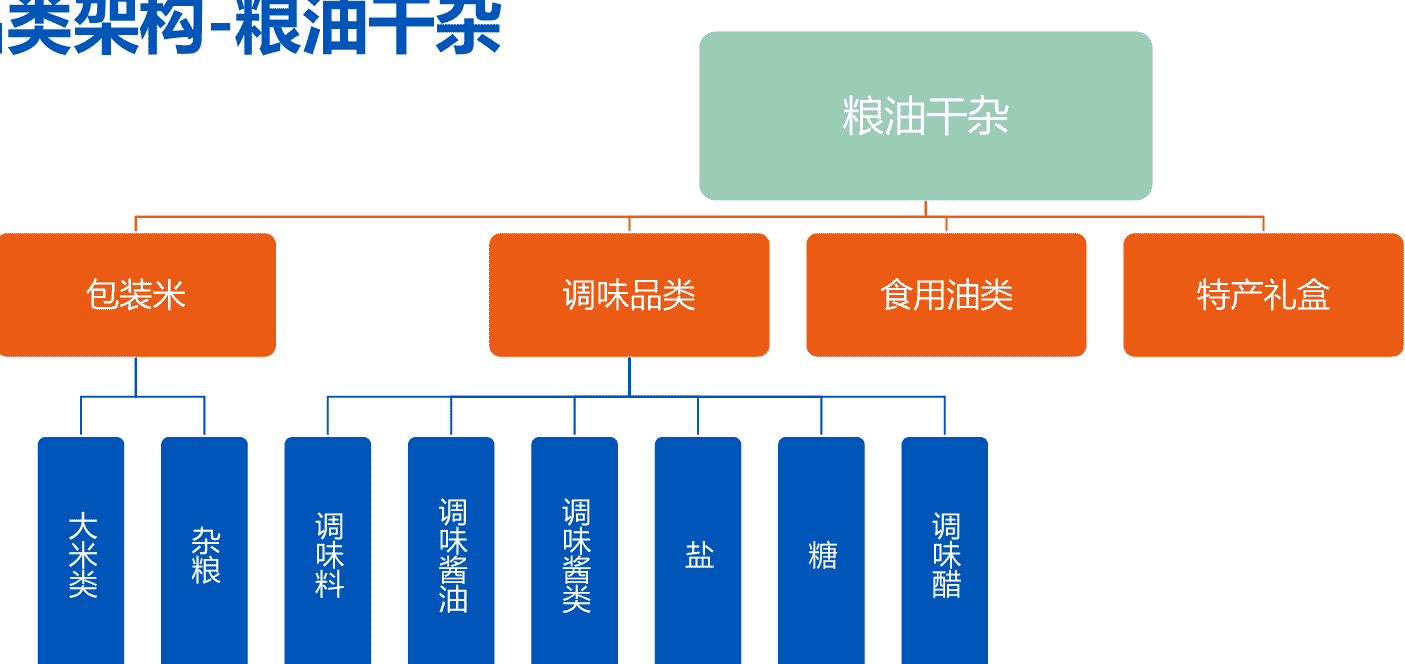 类架构-粮油干杂
粮油干杂
包装米
调味品类
食用油类
特产礼盒
大米类
杂粮
调味料
调味酱油
调味酱类
盐
糖
调味醋